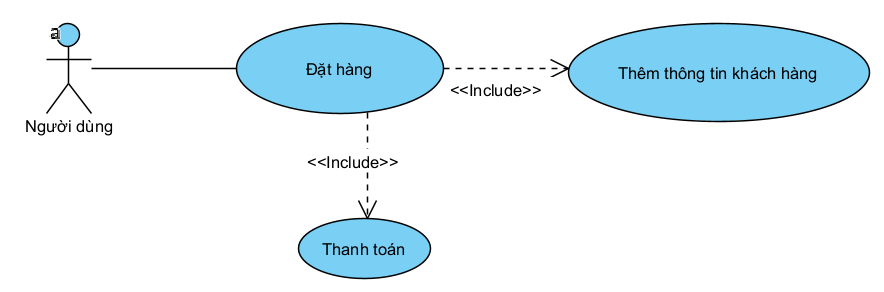 Đặt hàng
Thêm thông tin khách hàng
<<Include>>
Người dùng
<<Include>>
Thanh toán